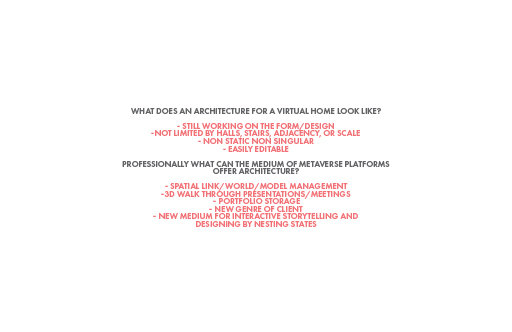 WHAT DOES AN ARCHITECTURE FOR A VIRTUAL HOME LOOK LIKE?
- STILL WORKING ON THE FORM/DESIGN
-NOT LIMITED BY HALLS, STAIRS, ADJACENCY, OR SCALE
- NON STATIC NON SINGULAR
- EASILY EDITABLE
PROFESSIONALLY WHAT CAN THE MEDIUM OF METAVERSE PLATFORMS
OFFER ARCHITECTURE?
- SPATIAL LINK/WORLD/MODEL MANAGEMENT
-3D WALK THROUGH PRESENTATIONS/MEETINGS
- PORTFOLIO STORAGE
- NEW GENRE OF CLIENT
- NEW MEDIUM FOR INTERACTIVE STORYTELLING AND
DESIGNING BY NESTING STATES